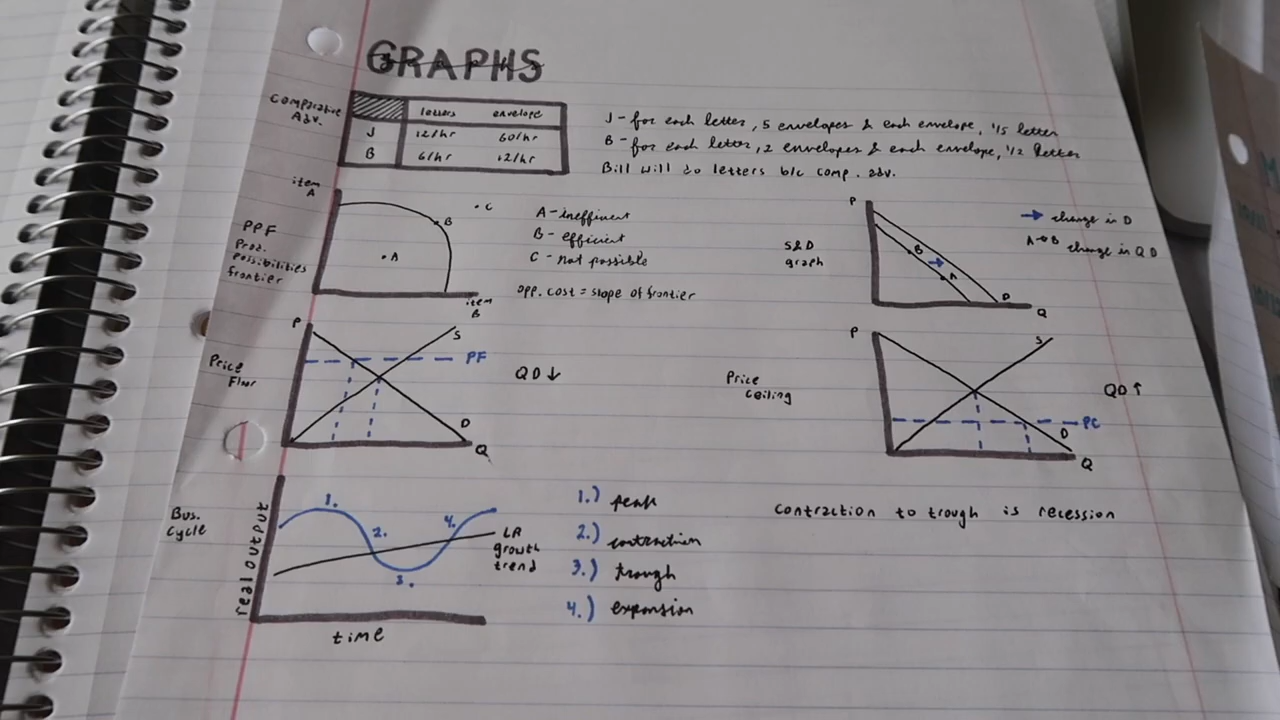 GRAPHS
Comparative Adv.
letters envelope
J 12/hr 60/hr
B 6/hr 12/hr
J - for each letter, 5 envelopes & each envelope, 1/5 letter
B - for each letter, 2 envelopes & each envelope, 1/2 letter
Bill will do letters b/c comp. adv.
PPF
Prod.
possibilities
frontier
item
A
A
B
C
item
B
A - inefficient
B - efficient
C - not possible
opp. cost = slope of frontier
S&D
graph
P
B
A
D
Q
→ change in D
A→B change in QD
Price
Floor
P
S
PF
D
Q
QD↓
Price
Ceiling
P
S
PC
D
Q
QD↑
Bus.
Cycle
real output
1.
2.
3.
4.
LR
growth
trend
time
1.) peak
2.) contraction
3.) trough
4.) expansion
contraction to trough is recession